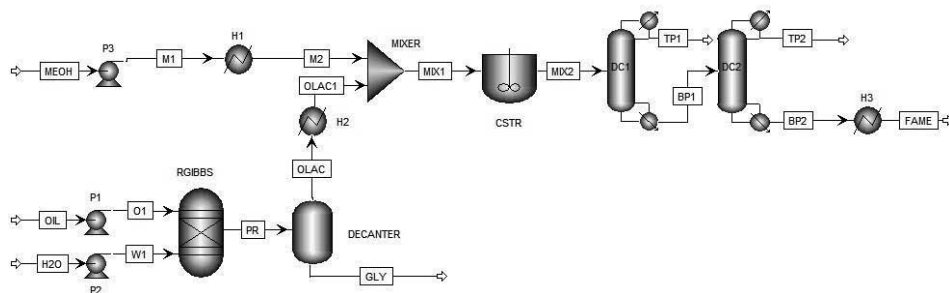 H1
MIXER
P3
M1
M2
TP1
TP2
MEOH
OLAC1
MIX1
MIX2
DC1
DC2
BP1
H2
CSTR
BP2
H3
FAME
OLAC
RGIBBS
P1
OIL
O1
PR
DECANTER
H2O
W1
P2
GLY